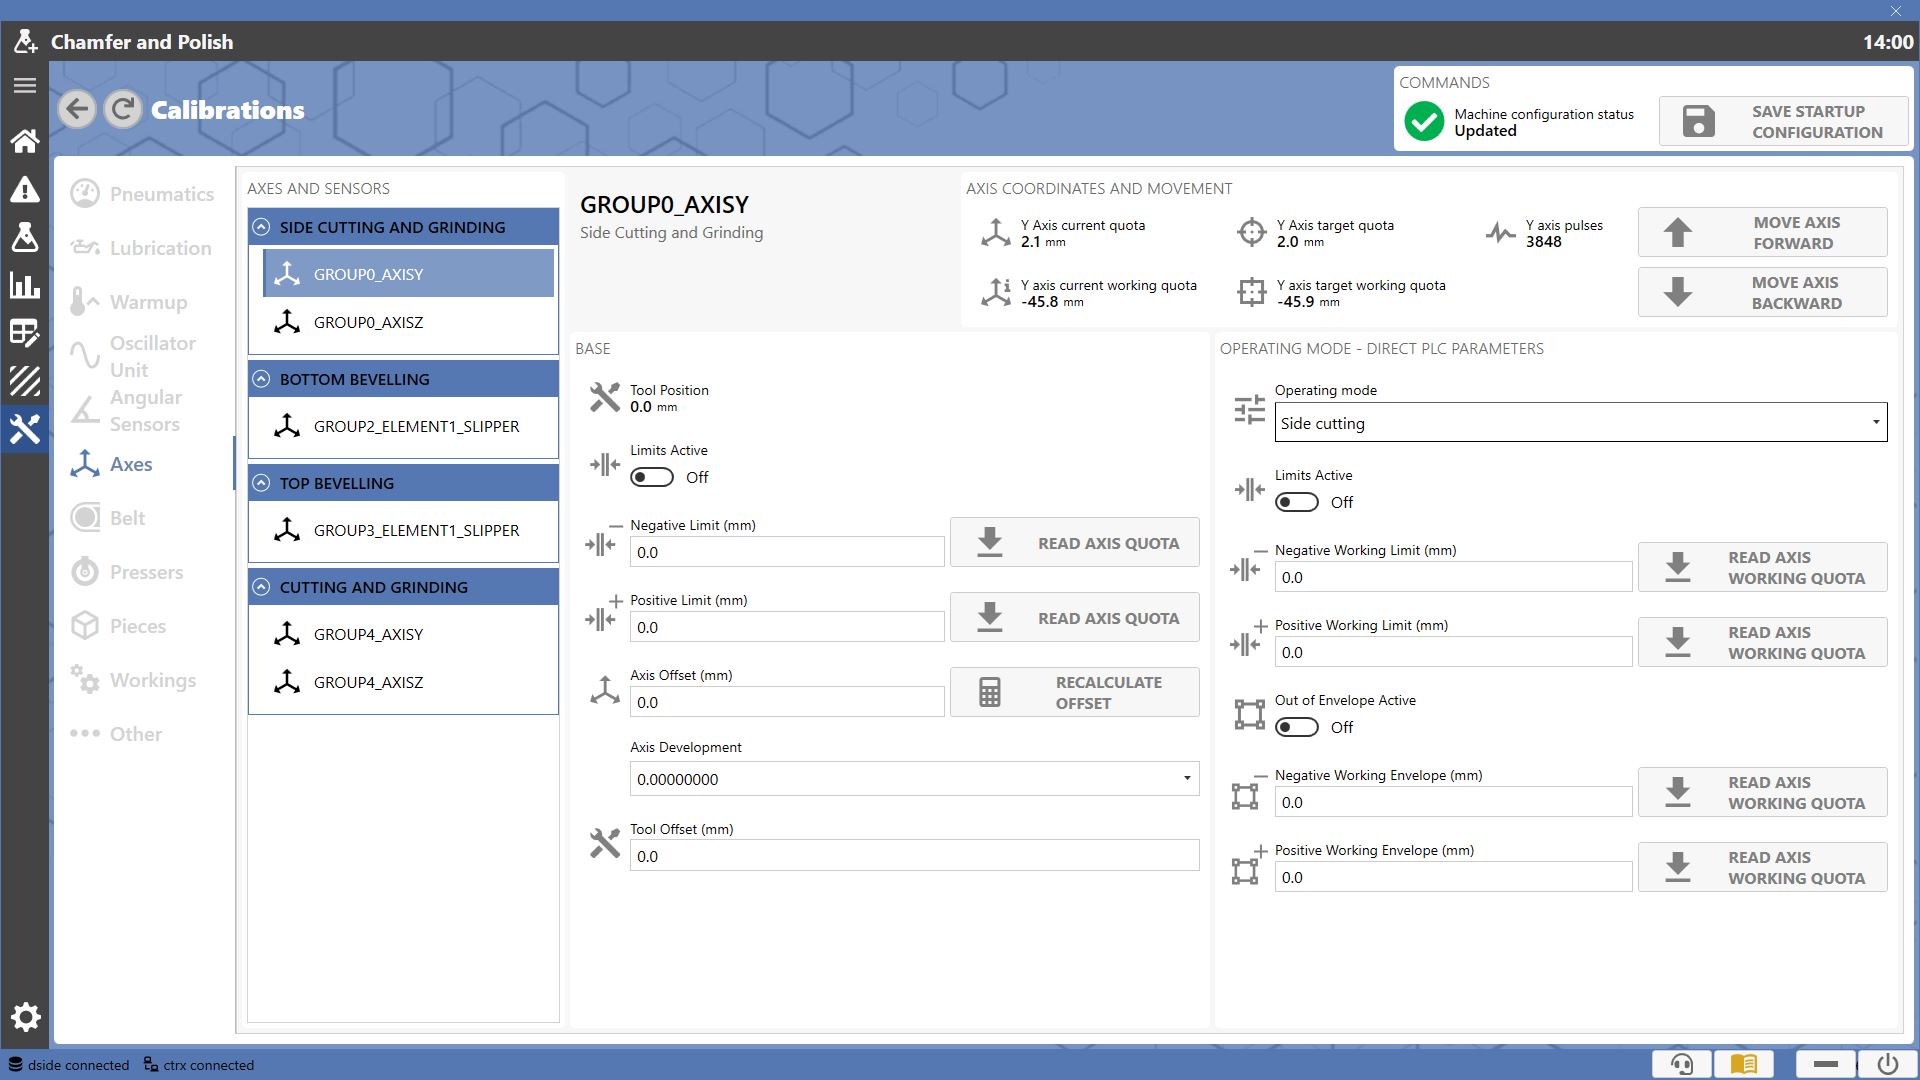 Chamfer and Polish
14:00
Calibrations
COMMANDS
Machine configuration status
Updated
SAVE STARTUP
CONFIGURATION
Pneumatics
Lubrication
Warmup
Oscillator
Unit
Angular
Sensors
Axes
Belt
Pressers
Pieces
Workings
Other
AXES AND SENSORS
SIDE CUTTING AND GRINDING
GROUP0_AXISY
GROUP0_AXISZ
BOTTOM BEVELLING
GROUP2_ELEMENT1_SLIPPER
TOP BEVELLING
GROUP3_ELEMENT1_SLIPPER
CUTTING AND GRINDING
GROUP4_AXISY
GROUP4_AXISZ
GROUP0_AXISY
Side Cutting and Grinding
AXIS COORDINATES AND MOVEMENT
Y Axis current quota
2.1 mm
Y Axis target quota
2.0 mm
Y axis pulses
3848
MOVE AXIS
FORWARD
Y axis current working quota
-45.8 mm
Y axis target working quota
-45.9 mm
MOVE AXIS
BACKWARD
BASE
Tool Position
0.0 mm
Limits Active
Off
Negative Limit (mm)
0.0
READ AXIS QUOTA
Positive Limit (mm)
0.0
READ AXIS QUOTA
Axis Offset (mm)
0.0
RECALCULATE
OFFSET
Axis Development
0.00000000
Tool Offset (mm)
0.0
OPERATING MODE - DIRECT PLC PARAMETERS
Operating mode
Side cutting
Limits Active
Off
Negative Working Limit (mm)
0.0
READ AXIS
WORKING QUOTA
Positive Working Limit (mm)
0.0
READ AXIS
WORKING QUOTA
Out of Envelope Active
Off
Negative Working Envelope (mm)
0.0
READ AXIS
WORKING QUOTA
Positive Working Envelope (mm)
0.0
READ AXIS
WORKING QUOTA
dside connected
ctrx connected